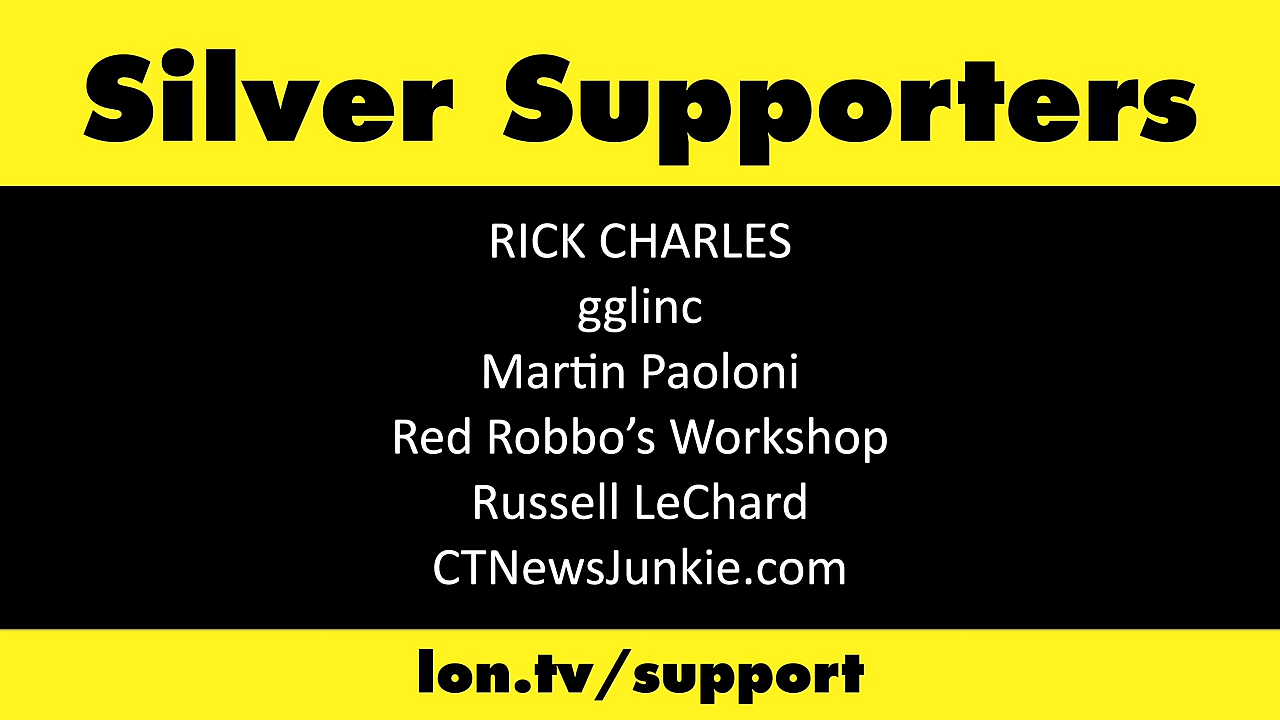 Silver Supporters
RICK CHARLES
gglinc
Martin Paoloni
Red Robbo’s Workshop
Russell LeChard
CTNewsJunkie.com
lon.tv/support